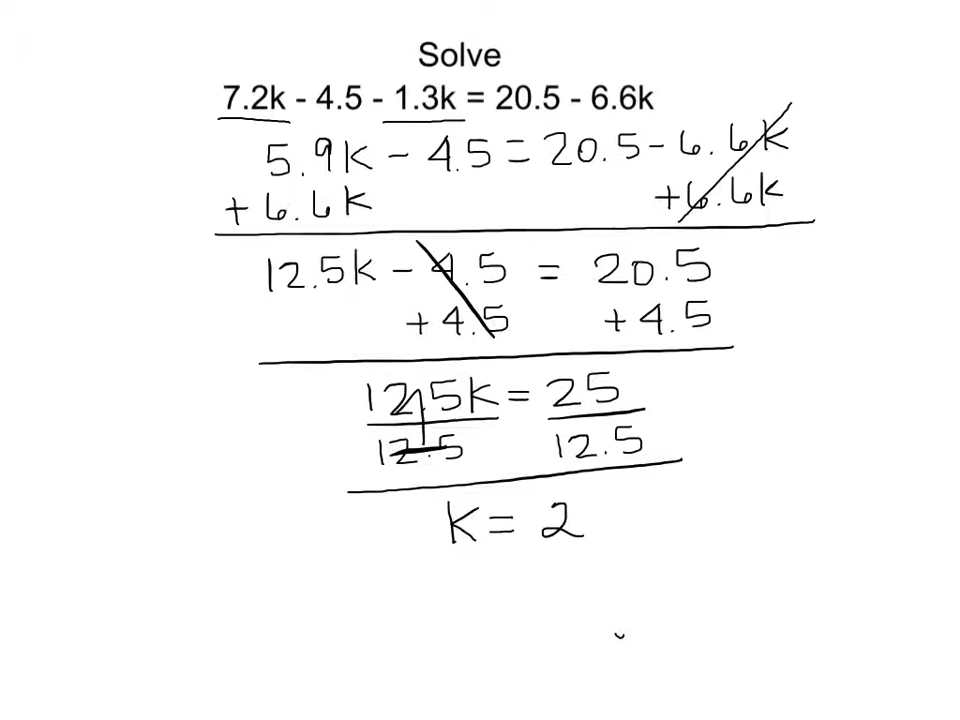 Solve
7.2k - 4.5 - 1.3k = 20.5 - 6.6k
5.9k - 4.5 = 20.5 - 6.6k
+ 6.6k + 6.6k
12.5k - 4.5 = 20.5
+ 4.5 + 4.5
12.5k = 25
12.5 12.5
k = 2